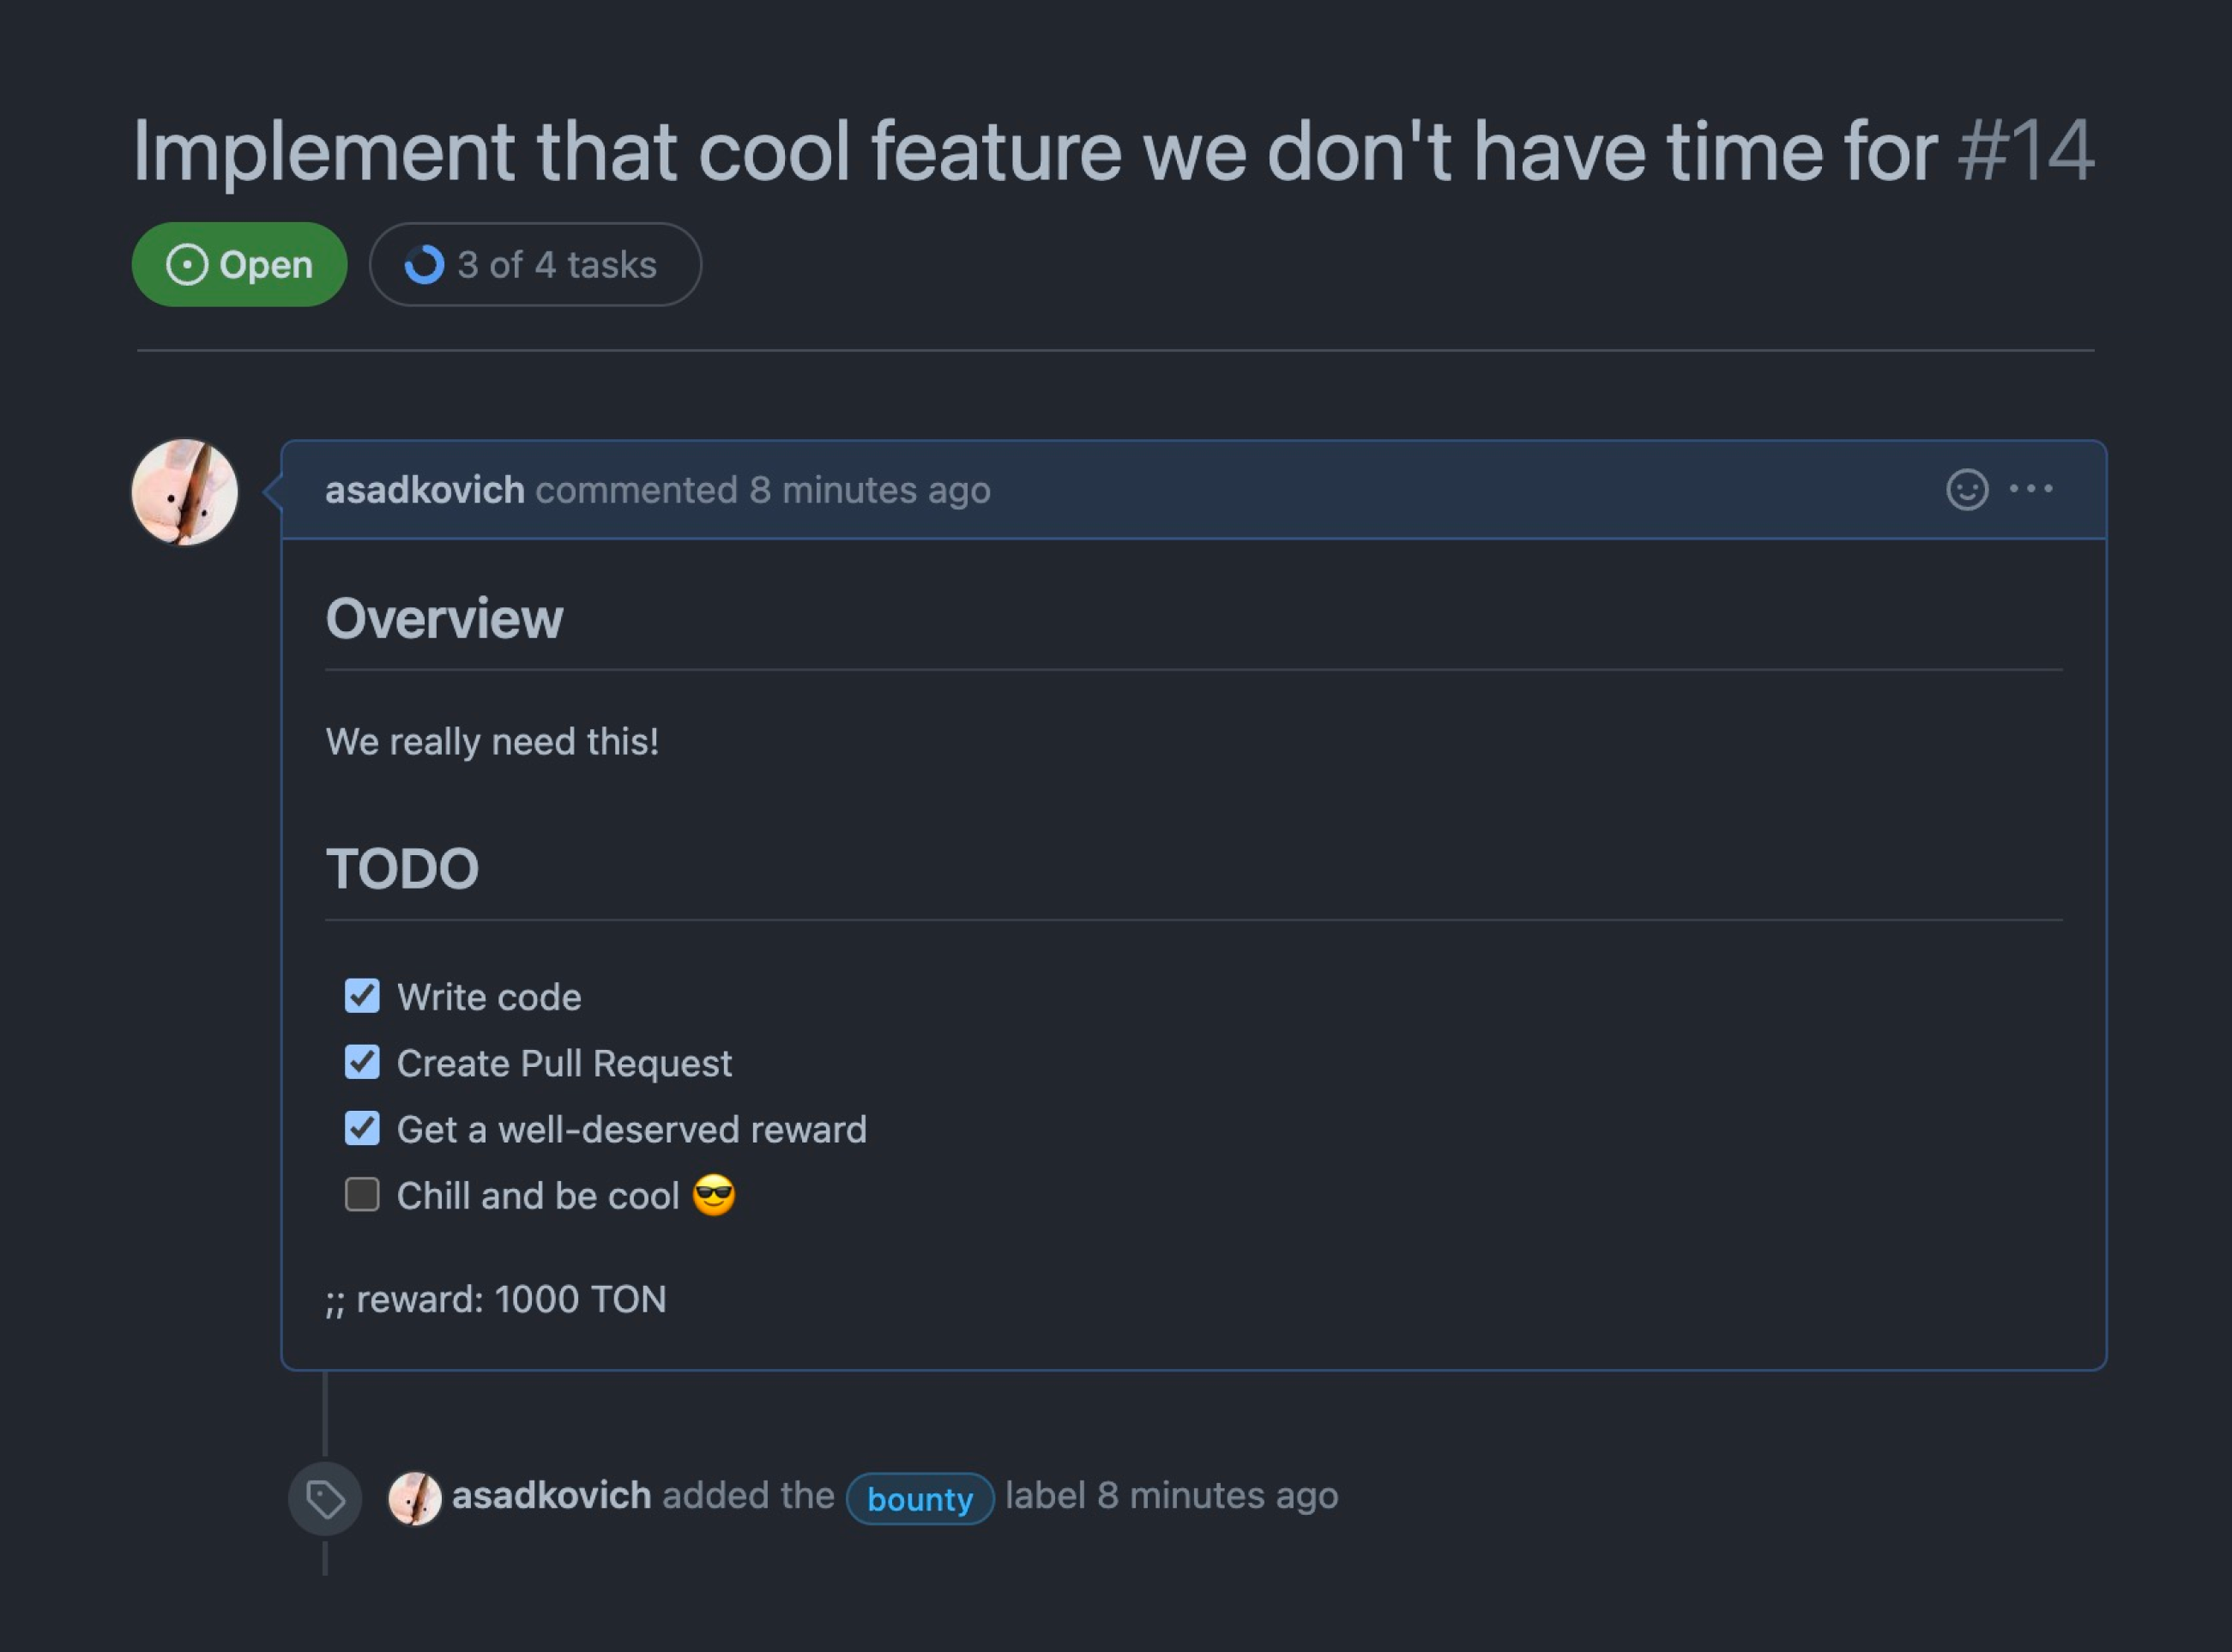 Implement that cool feature we don't have time for #14
Open
3 of 4 tasks
asadkovich commented 8 minutes ago
Overview
We really need this!
TODO
Write code
Create Pull Request
Get a well-deserved reward
Chill and be cool 😎
;; reward: 1000 TON
asadkovich added the bounty label 8 minutes ago